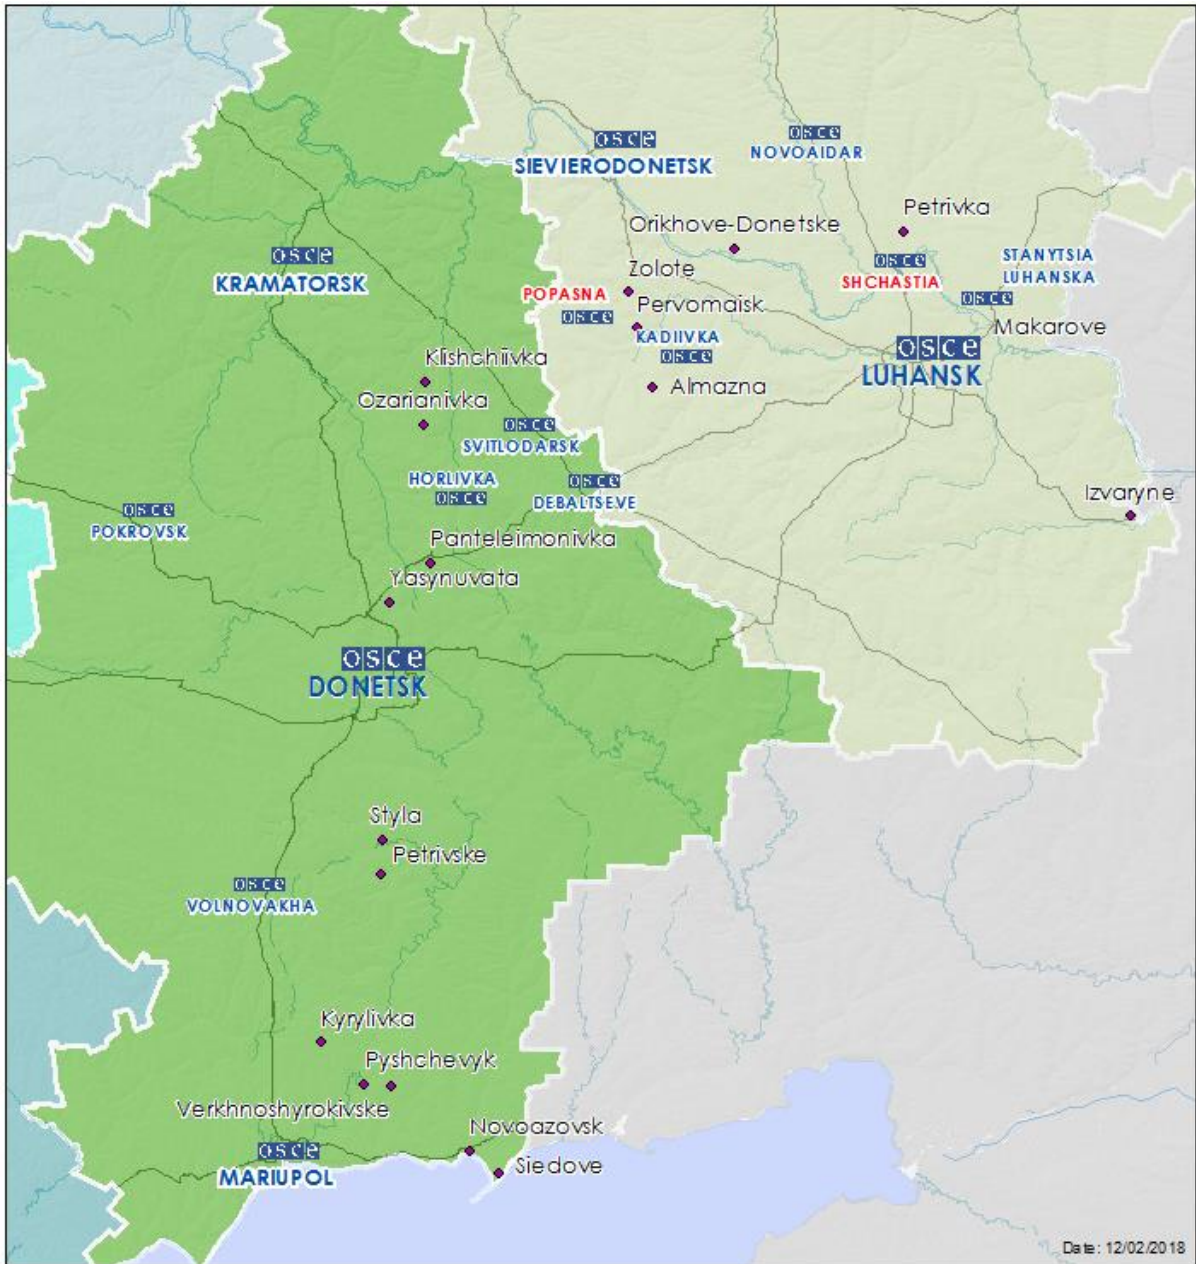 osce
SIEVIERODONETSK
osce
NOVOAIDAR
Petrivka
Orikhove-Donetske
osce
KRAMATORSK
osce
SHCHASTIA
STANYTSIA
LUHANSKA
osce
Zolote
POPASNA
osce
Pervomaisk
KADIIVKA
osce
Makarove
osce
LUHANSK
Klishchiivka
Almazna
Ozarianivka
osce
SVITLODARSK
HORLIVKA
osce
osce
DEBALTSEVE
Izvaryne
osce
POKROVSK
Panteleimonivka
Yasynuvata
osce
DONETSK
Styla
Petrivske
osce
VOLNOVAKHA
Kyrylivka
Pyshchevyk
Verkhnoshyrokivske
Novoazovsk
osce
MARIUPOL
Siedove
Date: 12/02/2018